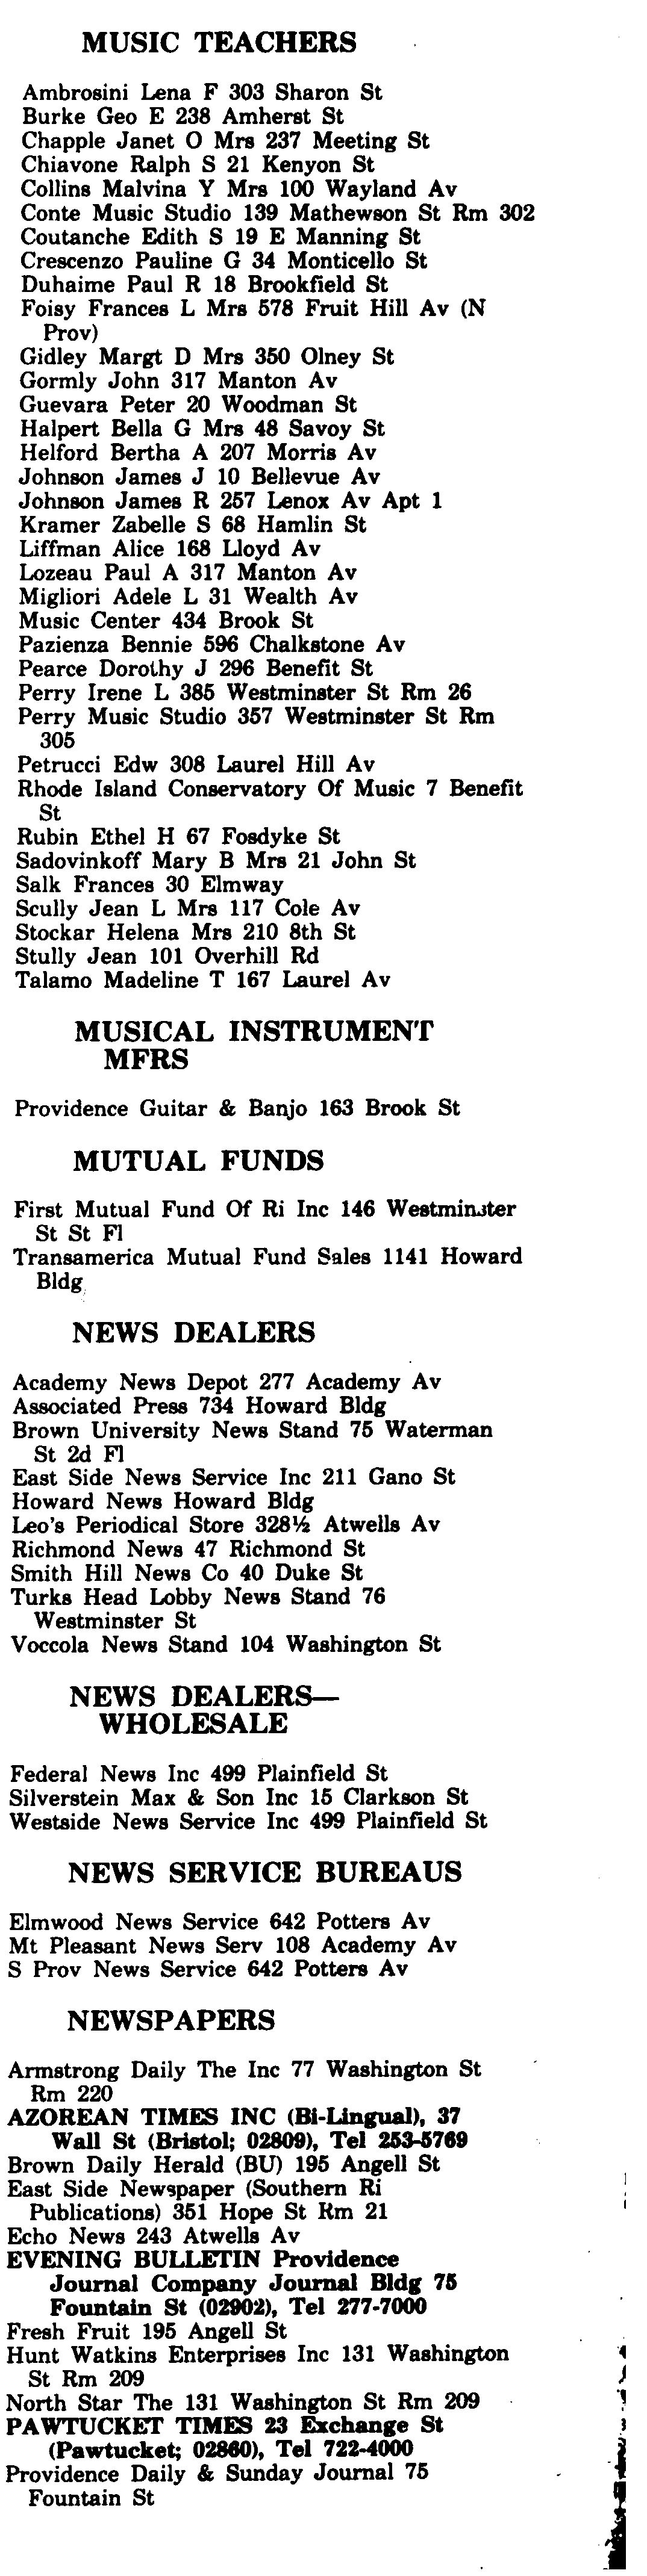 MUSIC TEACHERS
Ambrosini Lena F 303 Sharon St
Burke Geo E 238 Amherst St
Chapple Janet O Mrs 237 Meeting St
Chiavone Ralph S 21 Kenyon St
Collins Malvina Y Mrs 100 Wayland Av
Conte Music Studio 139 Mathewson St Rm 302
Coutanche Edith S 19 E Manning St
Crescenzo Pauline G 34 Monticello St
Duhaime Paul R 18 Brookfield St
Foisy Frances L Mrs 578 Fruit Hill Av (N
Prov)
Gidley Margt D Mrs 350 Olney St
Gormly John 317 Manton Av
Guevara Peter 20 Woodman St
Halpert Bella G Mrs 48 Savoy St
Helford Bertha A 207 Morris Av
Johnson James J 10 Bellevue Av
Johnson James R 257 Lenox Av Apt 1
Kramer Zabelle S 68 Hamlin St
Liffman Alice 168 Lloyd Av
Lozeau Paul A 317 Manton Av
Migliori Adele L 31 Wealth Av
Music Center 434 Brook St
Pazienza Bennie 596 Chalkstone Av
Pearce Dorothy J 296 Benefit St
Perry Irene L 385 Westminster St Rm 26
Perry Music Studio 357 Westminster St Rm
305
Petrucci Edw 308 Laurel Hill Av
Rhode Island Conservatory Of Music 7 Benefit
St
Rubin Ethel H 67 Fosdyke St
Sadovinkoff Mary B Mrs 21 John St
Salk Frances 30 Elmway
Scully Jean L Mrs 117 Cole Av
Stockar Helena Mrs 210 8th St
Stully Jean 101 Overhill Rd
Talamo Madeline T 167 Laurel Av
MUSICAL INSTRUMENT
MFRS
Providence Guitar & Banjo 163 Brook St
MUTUAL FUNDS
First Mutual Fund Of Ri Inc 146 Westminster
St St Fl
Transamerica Mutual Fund Sales 1141 Howard
Bldg
NEWS DEALERS
Academy News Depot 277 Academy Av
Associated Press 734 Howard Bldg
Brown University News Stand 75 Waterman
St 2d Fl
East Side News Service Inc 211 Gano St
Howard News Howard Bldg
Leo's Periodical Store 328½ Atwells Av
Richmond News 47 Richmond St
Smith Hill News Co 40 Duke St
Turks Head Lobby News Stand 76
Westminster St
Voccola News Stand 104 Washington St
NEWS DEALERS—
WHOLESALE
Federal News Inc 499 Plainfield St
Silverstein Max & Son Inc 15 Clarkson St
Westside News Service Inc 499 Plainfield St
NEWS SERVICE BUREAUS
Elmwood News Service 642 Potters Av
Mt Pleasant News Serv 108 Academy Av
S Prov News Service 642 Potters Av
NEWSPAPERS
Armstrong Daily The Inc 77 Washington St
Rm 220
AZOREAN TIMES INC (Bi-Lingual), 37
Wall St (Bristol; 02809), Tel 253-5769
Brown Daily Herald (BU) 195 Angell St
East Side Newspaper (Southern Ri
Publications) 351 Hope St Rm 21
Echo News 243 Atwells Av
EVENING BULLETIN Providence
Journal Company Journal Bldg 75
Fountain St (02902), Tel 277-7000
Fresh Fruit 195 Angell St
Hunt Watkins Enterprises Inc 131 Washington
St Rm 209
North Star The 131 Washington St Rm 209
PAWTUCKET TIMES 23 Exchange St
(Pawtucket; 02860), Tel 722-4000
Providence Daily & Sunday Journal 75
Fountain St